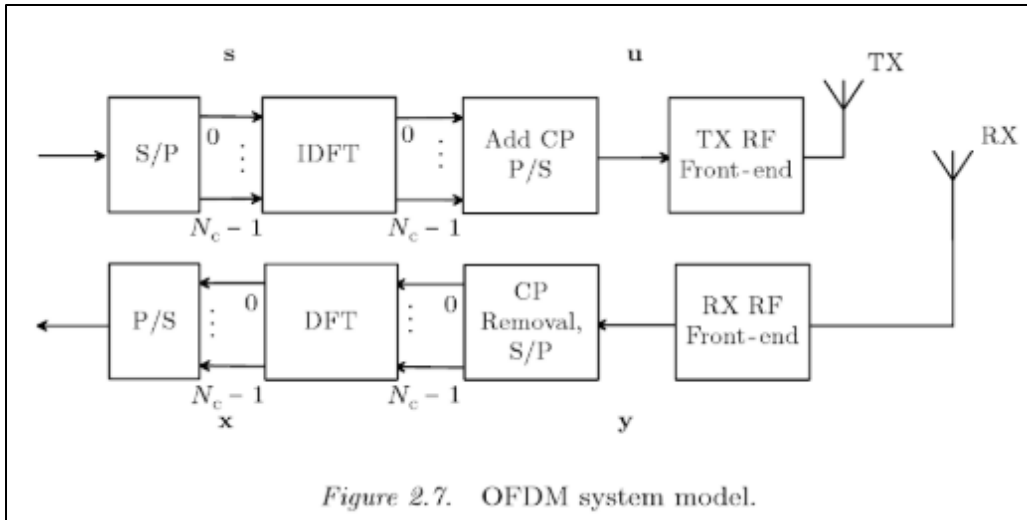 s
u
TX
RX
S/P
0
⋮
IDFT
0
⋮
Add CP
P/S
TX RF
Front-end
N_c − 1
N_c − 1
P/S
0
⋮
DFT
0
⋮
CP
Removal,
S/P
RX RF
Front-end
N_c − 1
N_c − 1
x
y
Figure 2.7. OFDM system model.